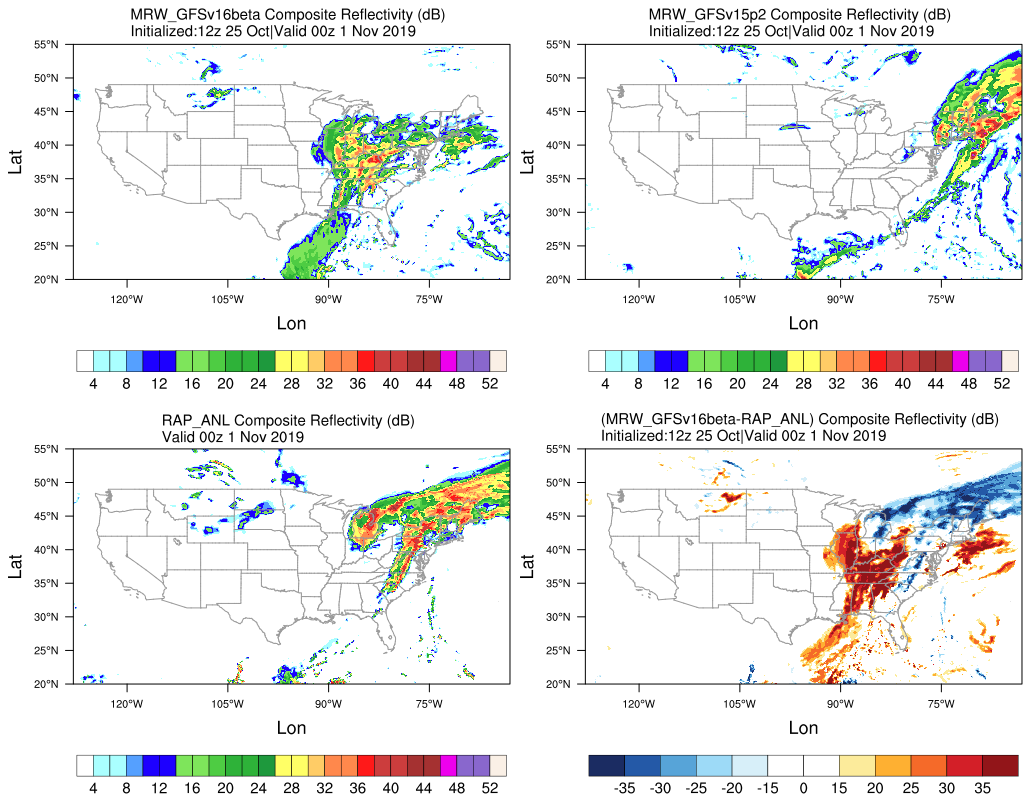 MRW_GFSv16beta Composite Reflectivity (dB)
Initialized:12z 25 Oct|Valid 00z 1 Nov 2019
55°N
50°N
45°N
40°N
35°N
30°N
25°N
20°N
Lat
120°W 105°W 90°W 75°W
Lon
4 8 12 16 20 24 28 32 36 40 44 48 52
MRW_GFSv15p2 Composite Reflectivity (dB)
Initialized:12z 25 Oct|Valid 00z 1 Nov 2019
55°N
50°N
45°N
40°N
35°N
30°N
25°N
20°N
Lat
120°W 105°W 90°W 75°W
Lon
4 8 12 16 20 24 28 32 36 40 44 48 52
RAP_ANL Composite Reflectivity (dB)
Valid 00z 1 Nov 2019
55°N
50°N
45°N
40°N
35°N
30°N
25°N
20°N
Lat
120°W 105°W 90°W 75°W
Lon
4 8 12 16 20 24 28 32 36 40 44 48 52
(MRW_GFSv16beta-RAP_ANL) Composite Reflectivity (dB)
Initialized:12z 25 Oct|Valid 00z 1 Nov 2019
55°N
50°N
45°N
40°N
35°N
30°N
25°N
20°N
Lat
120°W 105°W 90°W 75°W
Lon
-35 -30 -25 -20 -15 0 15 20 25 30 35